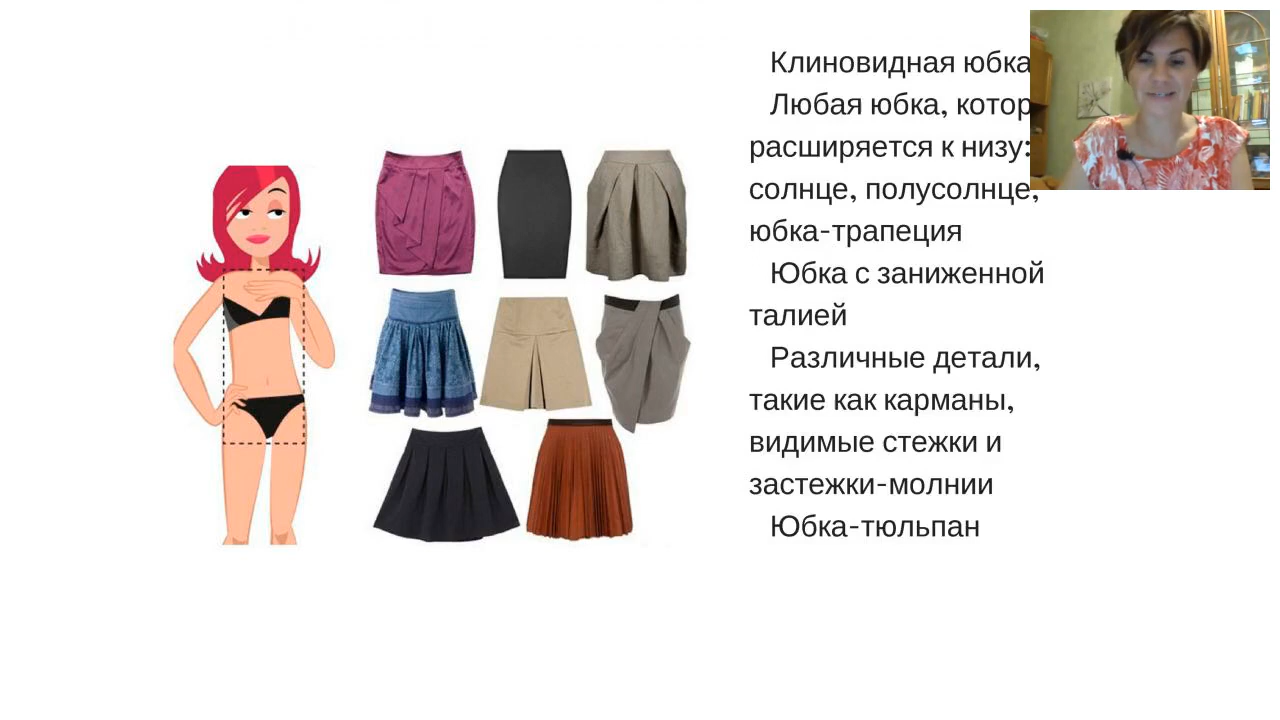 Клиновидная юбка
Любая юбка, котор
расширяется к низу:
солнце, полусолнце,
юбка-трапеция
Юбка с заниженной
талией
Различные детали,
такие как карманы,
видимые стежки и
застежки-молнии
Юбка-тюльпан